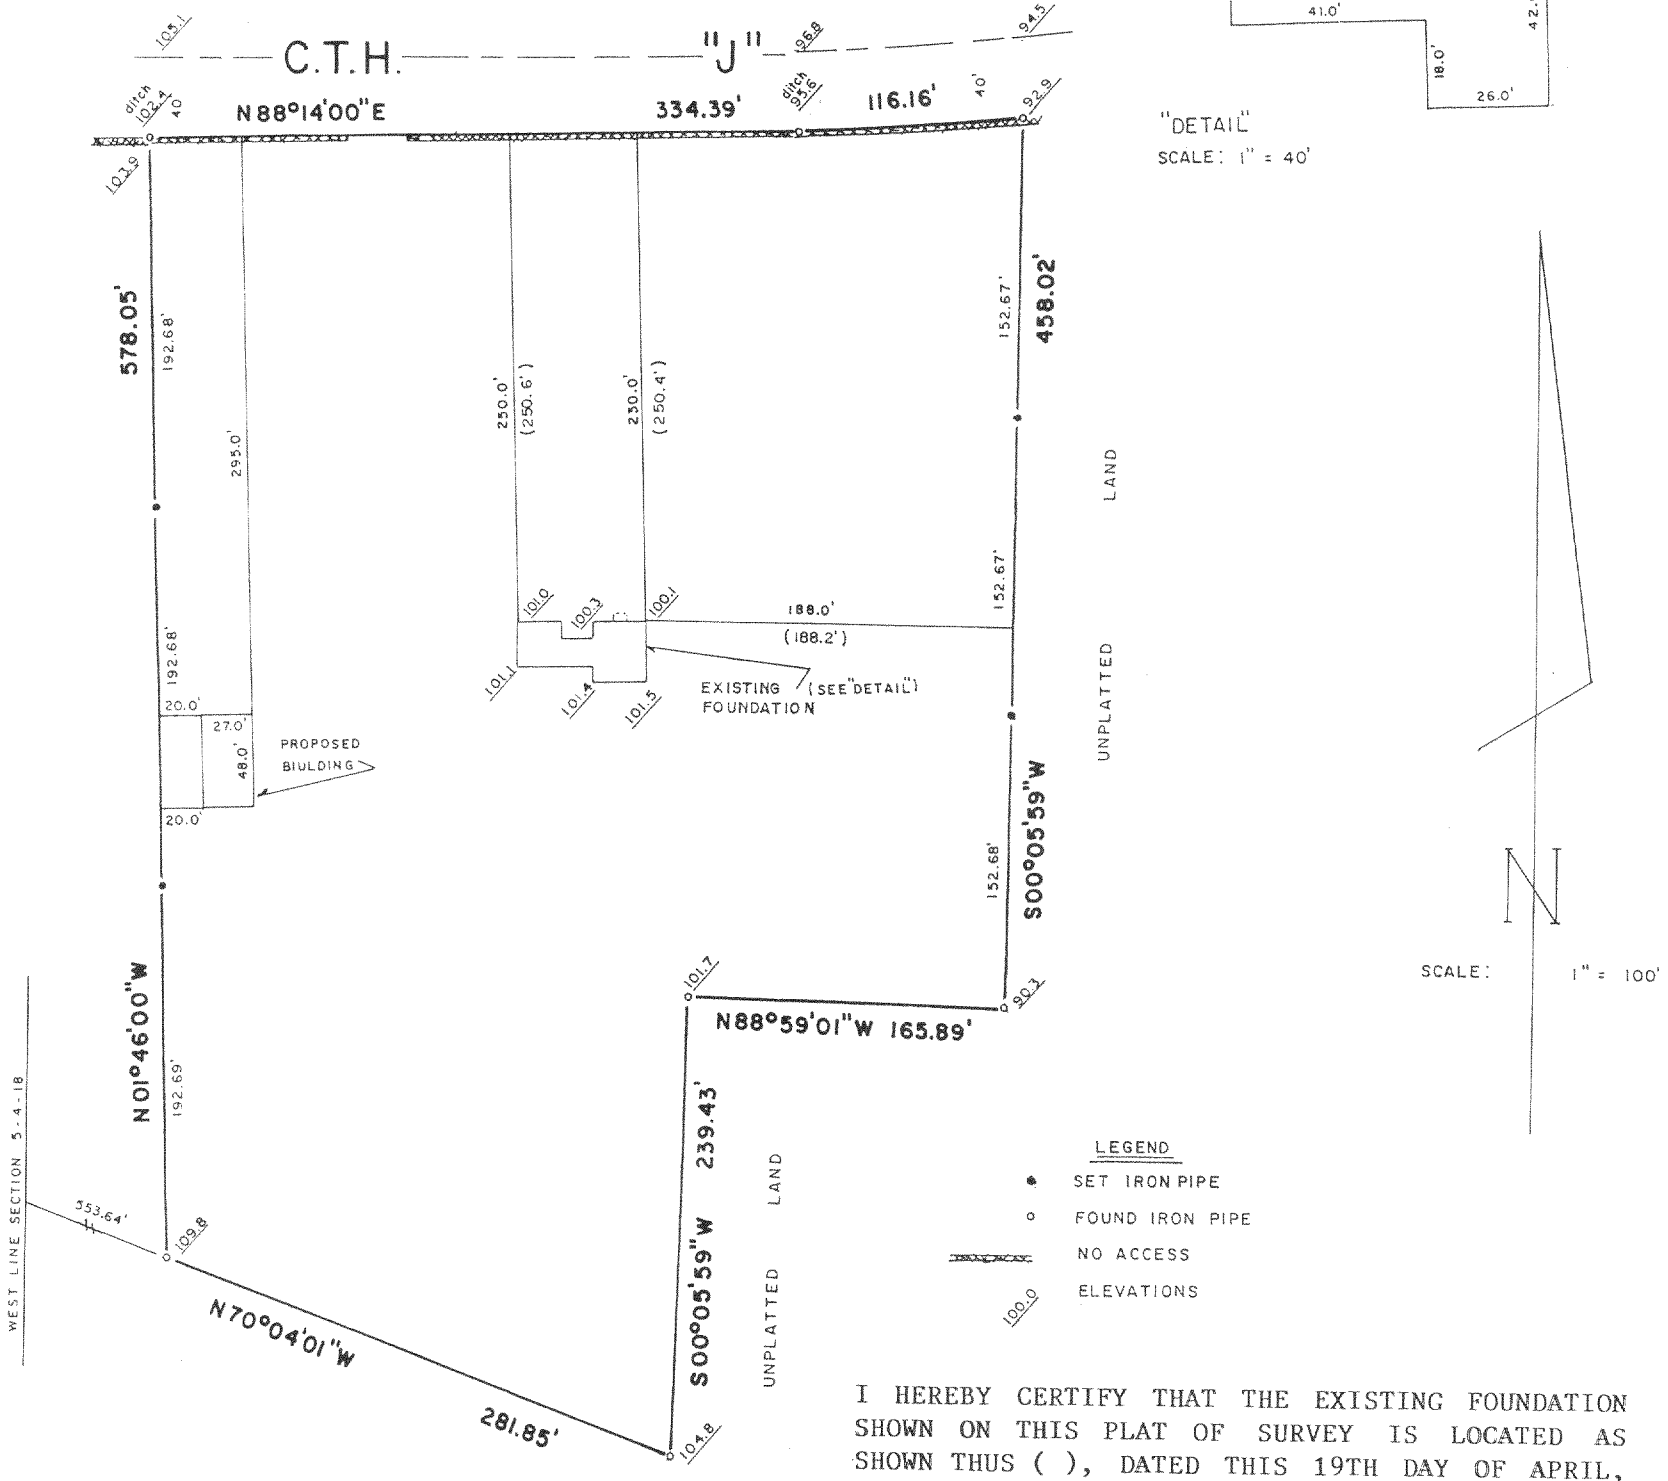 105.1
C.T.H.
"J"
96.8
94.5
41.0'
42.
18.0'
26.0'
"DETAIL"
SCALE: 1" = 40'
ditch
102.4
40
N88°14'00"E
334.39'
ditch
95.6
116.16'
40'
92.9
103.9
578.05'
192.68'
295.0'
250.0'
(250.6')
230.0'
(250.4')
152.67'
458.02'
LAND
UNPLATTED
152.67'
101.0
100.3
100.1
188.0'
(188.2')
101.1
101.4
101.5
EXISTING (SEE "DETAIL")
FOUNDATION
192.68'
20.0'
27.0'
48.0'
20.0'
PROPOSED
BIULDING
S00°05'59"W
152.68'
N
SCALE: 1" = 100'
101.7
90.3
N88°59'01"W 165.89'
N01°46'00"W
192.69'
WEST LINE SECTION 5-4-18
553.64'
109.8
N70°04'01"W
281.85'
104.8
S00°05'59"W 239.43'
UNPLATTED LAND
LEGEND
SET IRON PIPE
FOUND IRON PIPE
NO ACCESS
100.0 ELEVATIONS
I HEREBY CERTIFY THAT THE EXISTING FOUNDATION
SHOWN ON THIS PLAT OF SURVEY IS LOCATED AS
SHOWN THUS ( ), DATED THIS 19TH DAY OF APRIL,